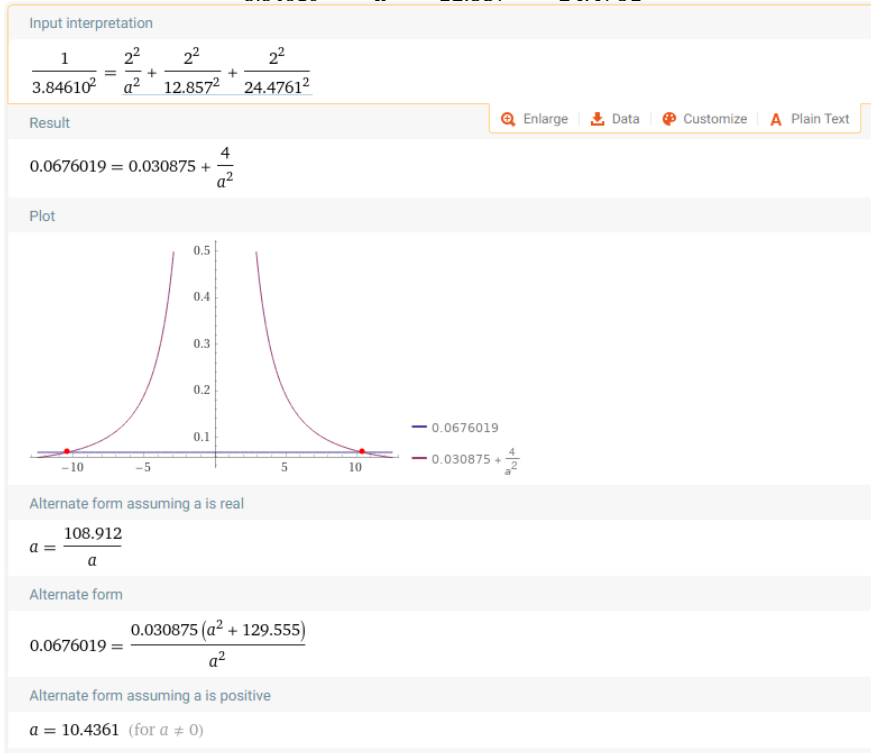 Input interpretation
1/3.84610² = 2²/a² + 2²/12.857² + 2²/24.4761²
Enlarge Data Customize A Plain Text
Result
0.0676019 = 0.030875 + 4/a²
Plot
0.5
0.4
0.3
0.2
0.1
−10 −5 5 10
0.0676019
0.030875 + 4/a²
Alternate form assuming a is real
a = 108.912/a
Alternate form
0.0676019 = 0.030875 (a² + 129.555)/a²
Alternate form assuming a is positive
a = 10.4361 (for a ≠ 0)